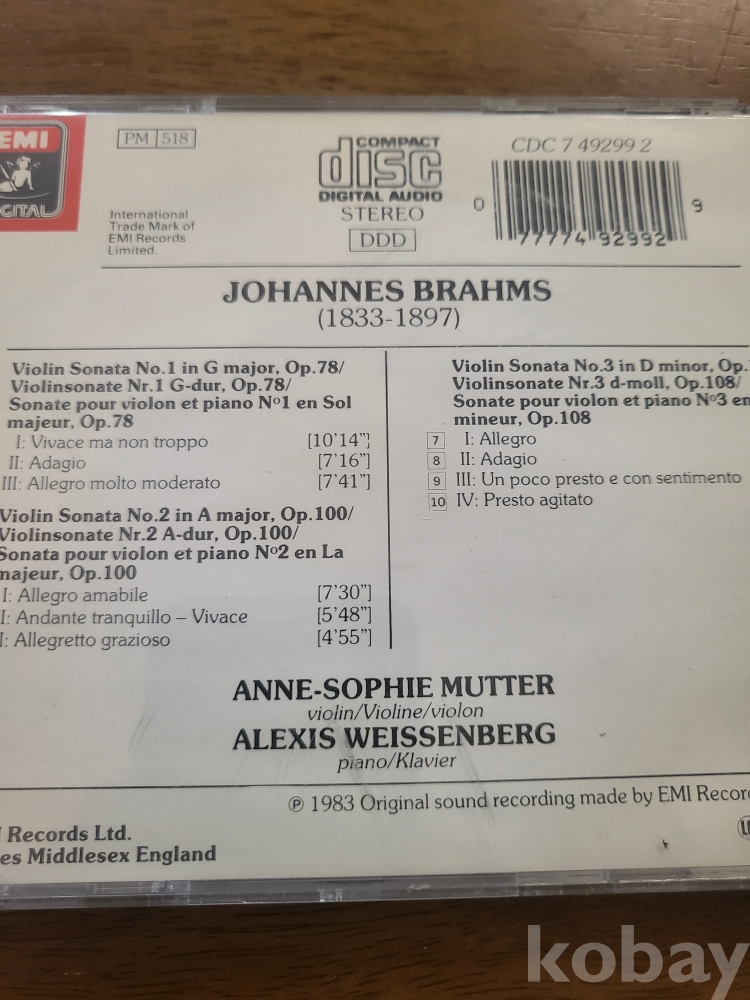 EMI
DIGITAL
PM 518
International
Trade Mark of
EMI Records
Limited.
COMPACT
disc
DIGITAL AUDIO
STEREO
DDD
CDC 7 49299 2
0 77774 92992 9
JOHANNES BRAHMS
(1833-1897)
Violin Sonata No.1 in G major, Op.78/
Violinsonate Nr.1 G-dur, Op.78/
Sonate pour violon et piano Nº1 en Sol
majeur, Op.78
I: Vivace ma non troppo [10'14"]
II: Adagio [7'16"]
III: Allegro molto moderato [7'41"]
Violin Sonata No.2 in A major, Op.100/
Violinsonate Nr.2 A-dur, Op.100/
Sonata pour violon et piano Nº2 en La
majeur, Op.100
I: Allegro amabile [7'30"]
I: Andante tranquillo – Vivace [5'48"]
I: Allegretto grazioso [4'55"]
Violin Sonata No.3 in D minor, Op.
Violinsonate Nr.3 d-moll, Op.108/
Sonate pour violon et piano Nº3 en
mineur, Op.108
7 I: Allegro
8 II: Adagio
9 III: Un poco presto e con sentimento
10 IV: Presto agitato
ANNE-SOPHIE MUTTER
violin/Violine/violon
ALEXIS WEISSENBERG
piano/Klavier
℗ 1983 Original sound recording made by EMI Recor
I Records Ltd.
es Middlesex England
kobay